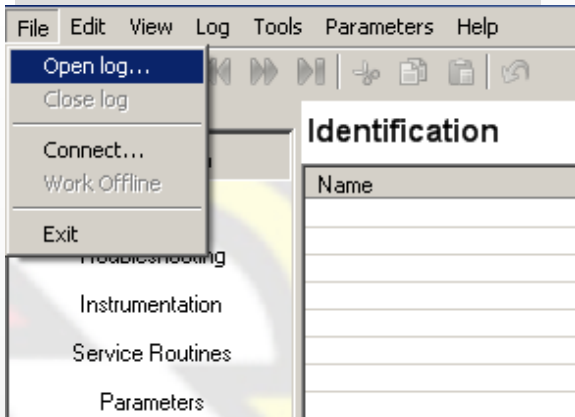 File Edit View Log Tools Parameters Help
Open log...
Close log
Connect...
Work Offline
Exit
Identification
Name
Troubleshooting
Instrumentation
Service Routines
Parameters